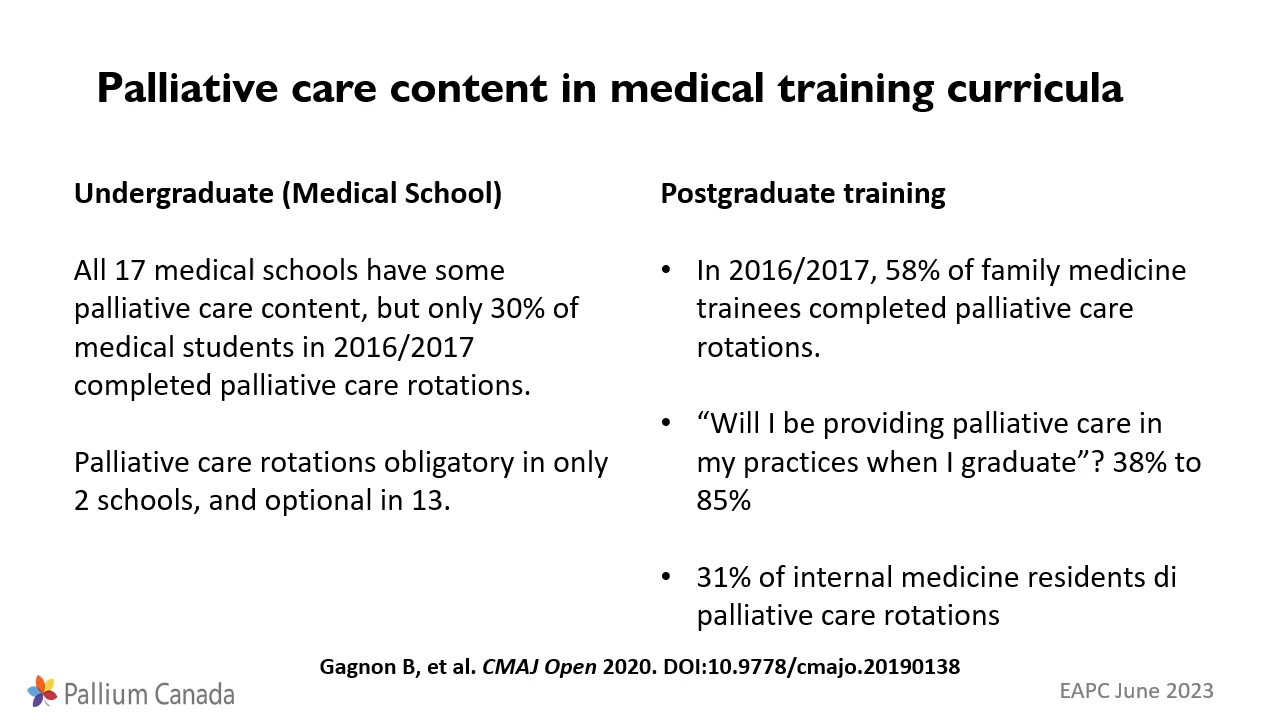 Palliative care content in medical training curricula
Undergraduate (Medical School)
All 17 medical schools have some
palliative care content, but only 30% of
medical students in 2016/2017
completed palliative care rotations.
Palliative care rotations obligatory in only
2 schools, and optional in 13.
Postgraduate training
• In 2016/2017, 58% of family medicine
trainees completed palliative care
rotations.
• “Will I be providing palliative care in
my practices when I graduate”? 38% to
85%
• 31% of internal medicine residents di
palliative care rotations
Gagnon B, et al. CMAJ Open 2020. DOI:10.9778/cmajo.20190138
Pallium Canada
EAPC June 2023